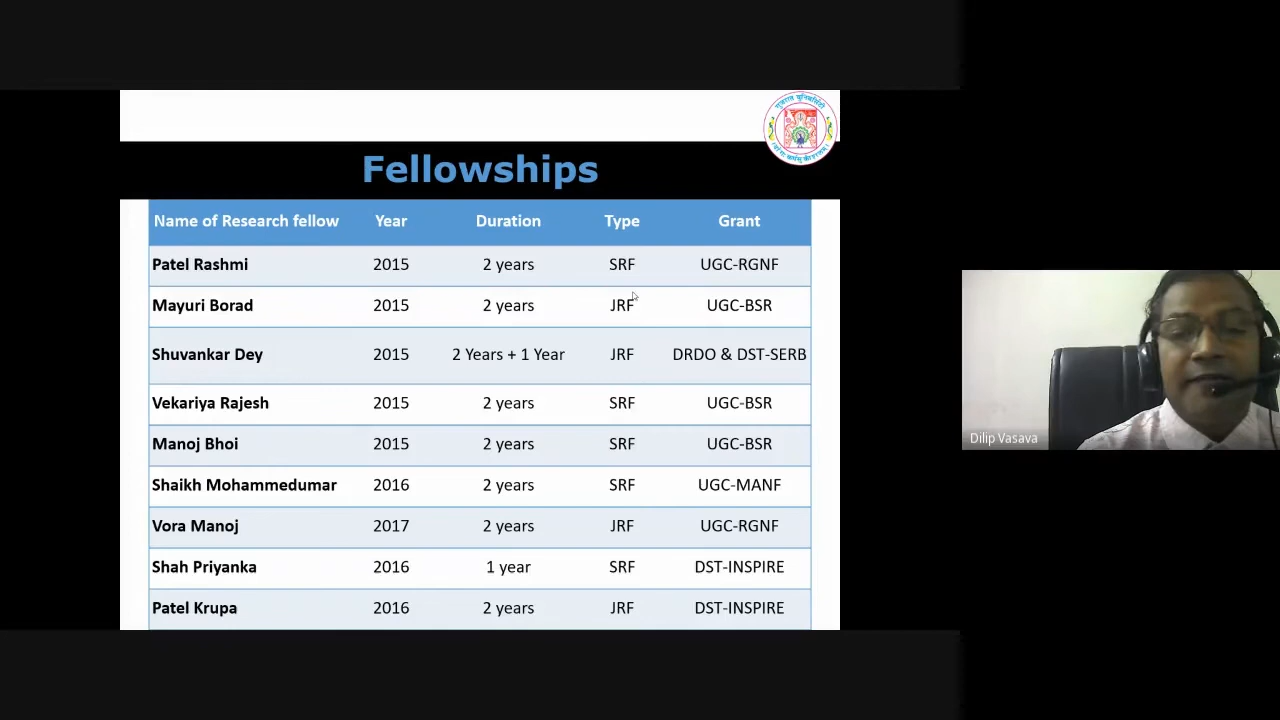 गुजरात युनिवर्सिटी
Fellowships
Name of Research fellow Year Duration Type Grant
Patel Rashmi 2015 2 years SRF UGC-RGNF
Mayuri Borad 2015 2 years JRF UGC-BSR
Shuvankar Dey 2015 2 Years + 1 Year JRF DRDO & DST-SERB
Vekariya Rajesh 2015 2 years SRF UGC-BSR
Manoj Bhoi 2015 2 years SRF UGC-BSR
Shaikh Mohammedumar 2016 2 years SRF UGC-MANF
Vora Manoj 2017 2 years JRF UGC-RGNF
Shah Priyanka 2016 1 year SRF DST-INSPIRE
Patel Krupa 2016 2 years JRF DST-INSPIRE
Dilip Vasava